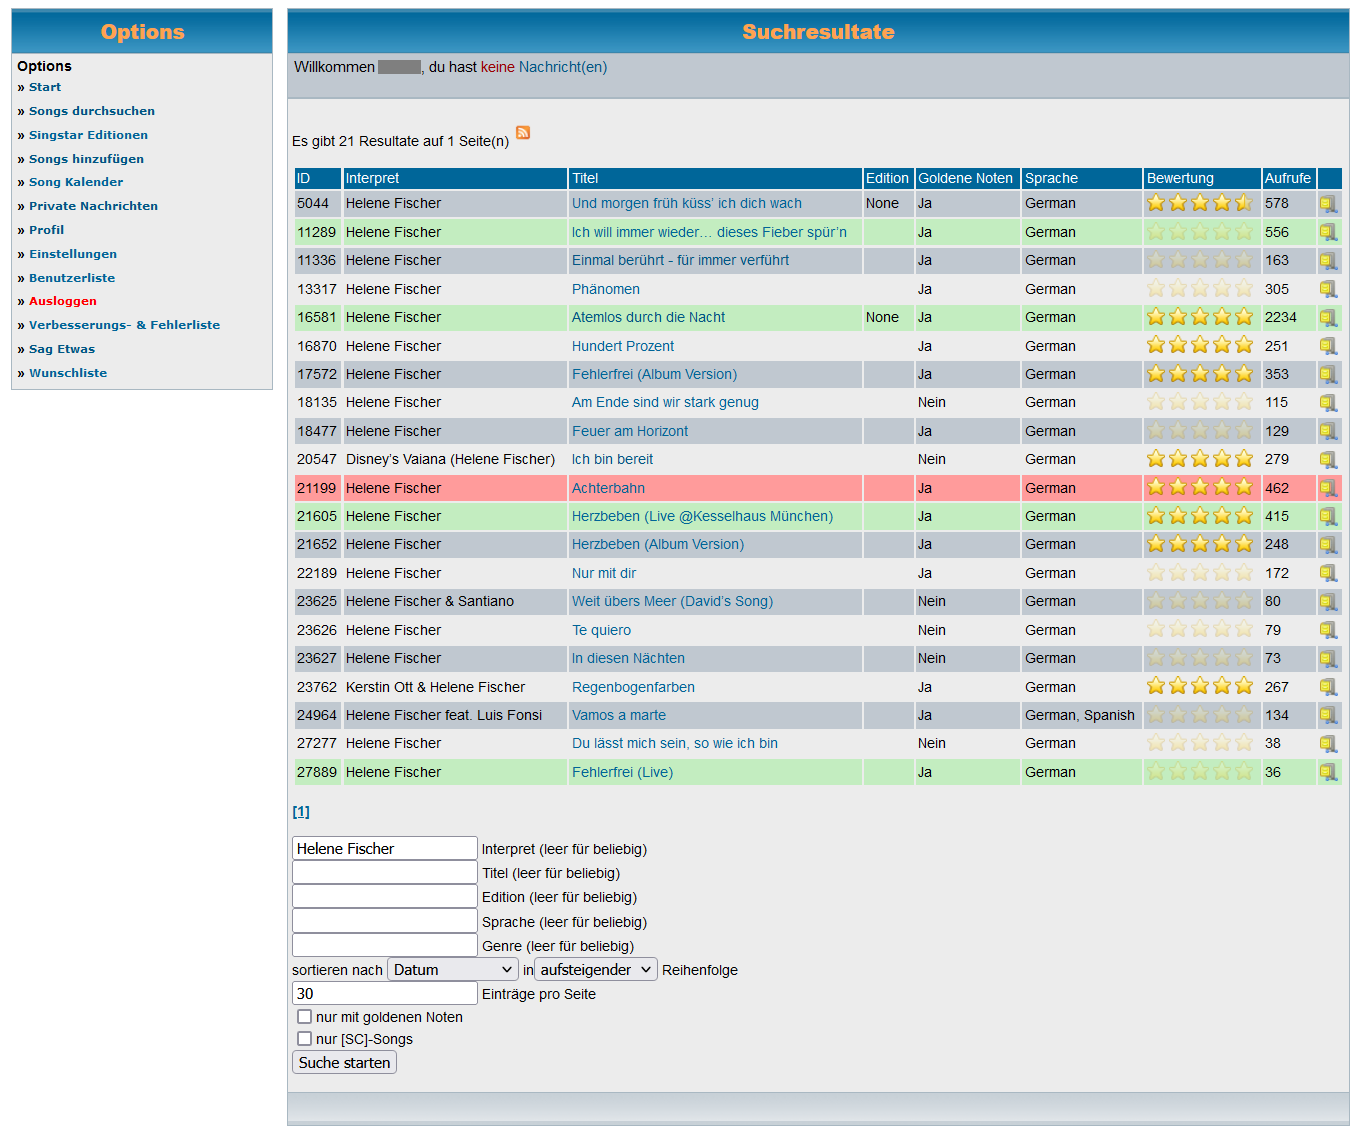 Options
Options
» Start
» Songs durchsuchen
» Singstar Editionen
» Songs hinzufügen
» Song Kalender
» Private Nachrichten
» Profil
» Einstellungen
» Benutzerliste
» Ausloggen
» Verbesserungs- & Fehlerliste
» Sag Etwas
» Wunschliste
Suchresultate
Willkommen , du hast keine Nachricht(en)
Es gibt 21 Resultate auf 1 Seite(n)
ID Interpret Titel Edition Goldene Noten Sprache Bewertung Aufrufe
5044 Helene Fischer Und morgen früh küss’ ich dich wach None Ja German 578
11289 Helene Fischer Ich will immer wieder… dieses Fieber spür’n Ja German 556
11336 Helene Fischer Einmal berührt - für immer verführt Ja German 163
13317 Helene Fischer Phänomen Ja German 305
16581 Helene Fischer Atemlos durch die Nacht None Ja German 2234
16870 Helene Fischer Hundert Prozent Ja German 251
17572 Helene Fischer Fehlerfrei (Album Version) Ja German 353
18135 Helene Fischer Am Ende sind wir stark genug Nein German 115
18477 Helene Fischer Feuer am Horizont Ja German 129
20547 Disney’s Vaiana (Helene Fischer) Ich bin bereit Nein German 279
21199 Helene Fischer Achterbahn Ja German 462
21605 Helene Fischer Herzbeben (Live @Kesselhaus München) Ja German 415
21652 Helene Fischer Herzbeben (Album Version) Ja German 248
22189 Helene Fischer Nur mit dir Ja German 172
23625 Helene Fischer & Santiano Weit übers Meer (David’s Song) Nein German 80
23626 Helene Fischer Te quiero Nein German 79
23627 Helene Fischer In diesen Nächten Nein German 73
23762 Kerstin Ott & Helene Fischer Regenbogenfarben Ja German 267
24964 Helene Fischer feat. Luis Fonsi Vamos a marte Ja German, Spanish 134
27277 Helene Fischer Du lässt mich sein, so wie ich bin Nein German 38
27889 Helene Fischer Fehlerfrei (Live) Ja German 36
[1]
Helene Fischer Interpret (leer für beliebig)
Titel (leer für beliebig)
Edition (leer für beliebig)
Sprache (leer für beliebig)
Genre (leer für beliebig)
sortieren nach Datum in aufsteigender Reihenfolge
30 Einträge pro Seite
nur mit goldenen Noten
nur [SC]-Songs
Suche starten